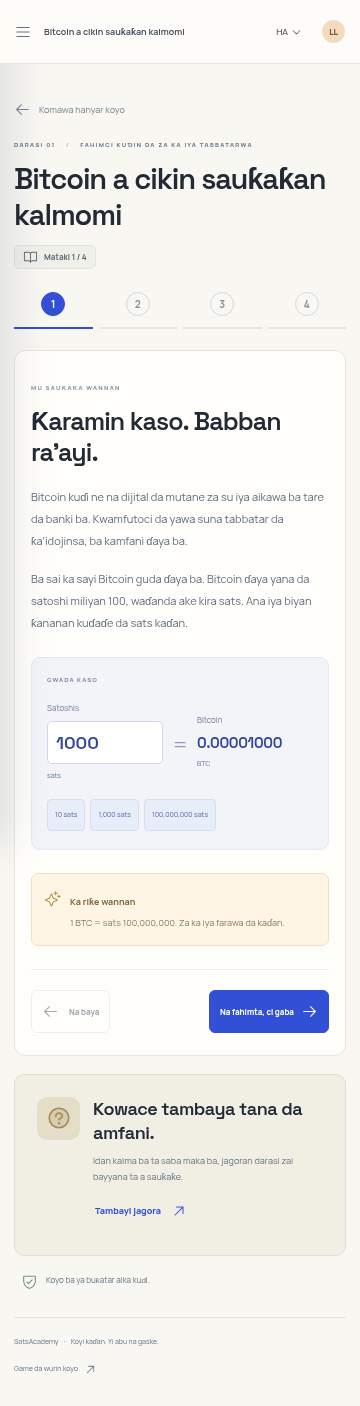 Bitcoin a cikin sauƙaƙan kalmomi
HA
LL
Komawa hanyar koyo
DARASI 01 / FAHIMCI KUƊIN DA ZA KA IYA TABBATARWA
Bitcoin a cikin sauƙaƙan
kalmomi
Mataki 1 / 4
1 2 3 4
MU SAUKAKA WANNAN
Ƙaramin kaso. Babban
ra'ayi.
Bitcoin kuɗi ne na dijital da mutane za su iya aikawa ba tare
da banki ba. Kwamfutoci da yawa suna tabbatar da
ƙa'idojinsa, ba kamfani ɗaya ba.
Ba sai ka sayi Bitcoin guda ɗaya ba. Bitcoin ɗaya yana da
satoshi miliyan 100, waɗanda ake kira sats. Ana iya biyan
ƙananan kuɗaɗe da sats kaɗan.
GWADA KASO
Satoshis
1000
sats
=
Bitcoin
0.00001000
BTC
10 sats
1,000 sats
100,000,000 sats
Ka riƙe wannan
1 BTC = sats 100,000,000. Za ka iya farawa da kaɗan.
Na baya
Na fahimta, ci gaba
Kowace tambaya tana da
amfani.
Idan kalma ba ta saba maka ba, jagoran darasi zai
bayyana ta a sauƙaƙe.
Tambayi jagora
Koyo ba ya buƙatar aika kuɗi.
SatsAcademy · Koyi kaɗan. Yi abu na gaske.
Game da wurin koyo